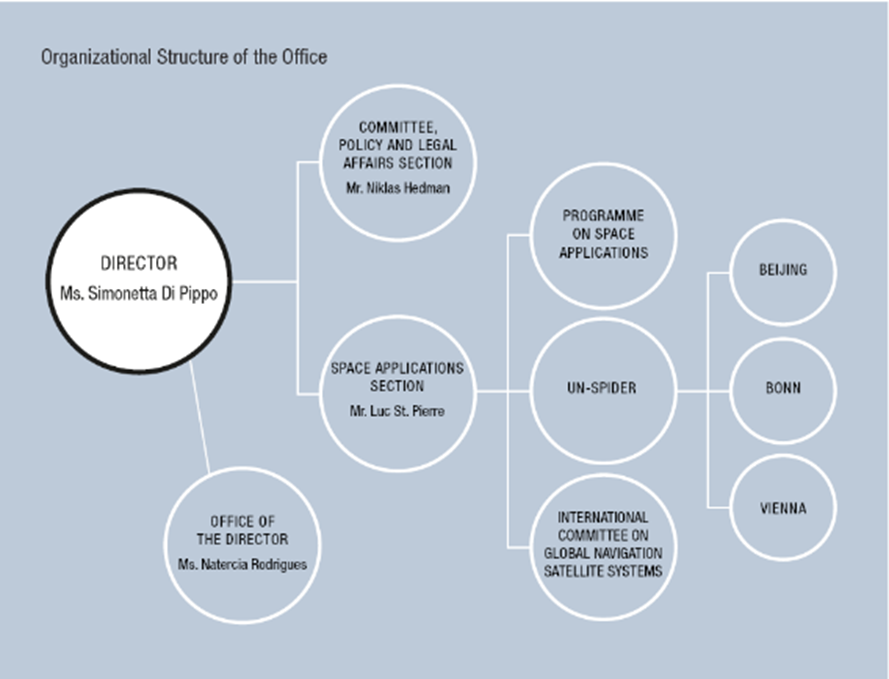 Organizational Structure of the Office
COMMITTEE,
POLICY AND LEGAL
AFFAIRS SECTION
Mr. Niklas Hedman
DIRECTOR
Ms. Simonetta Di Pippo
SPACE APPLICATIONS
SECTION
Mr. Luc St. Pierre
OFFICE OF
THE DIRECTOR
Ms. Natercia Rodrigues
PROGRAMME
ON SPACE
APPLICATIONS
UN-SPIDER
INTERNATIONAL
COMMITTEE ON
GLOBAL NAVIGATION
SATELLITE SYSTEMS
BEIJING
BONN
VIENNA